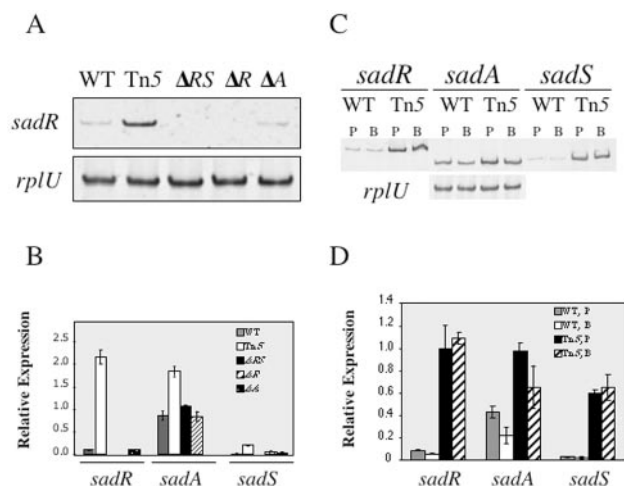 A
WT Tn5 ΔRS ΔR ΔA
sadR
rplU
C
sadR sadA sadS
WT Tn5 WT Tn5 WT Tn5
P B P B P B P B P B P B
rplU
B
Relative Expression
2.5
2.0
1.5
1.0
0.5
0
WT
Tn5
ΔRS
ΔR
ΔA
sadR sadA sadS
D
Relative Expression
1.4
1.2
1.0
0.8
0.6
0.4
0.2
0
WT, P
WT, B
Tn5, P
Tn5, B
sadR sadA sadS